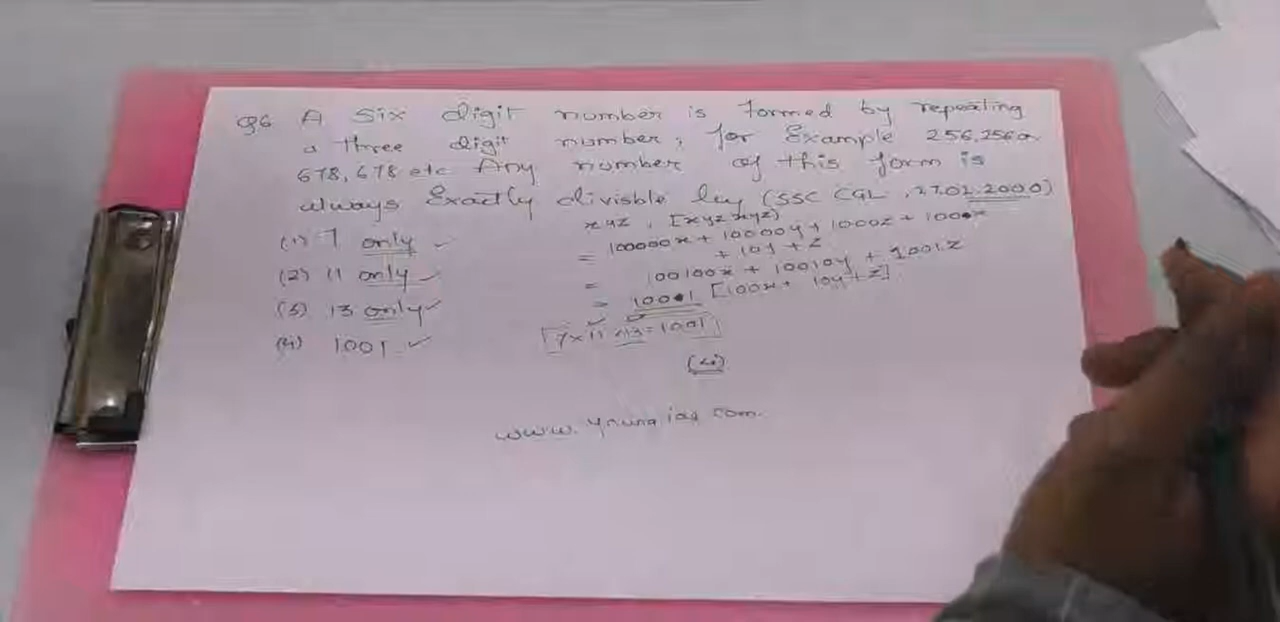 Q6 A Six digit number is formed by repeating
a three digit number, for Example 256,256 or
678,678 etc Any number of this form is
always Exactly divisible by (SSC CGL, 27.02.2000)
xyz, [xyz xyz)
(1) 7 only
= 100000x + 10000y + 1000z + 100x
+ 10y + z
(2) 11 only
= 100100x + 10010y + 1001z
(3) 13 only
= 1001 [100x + 10y + z]
(4) 1001
[7×11×13=1001]
(4)
www.youngias.com.